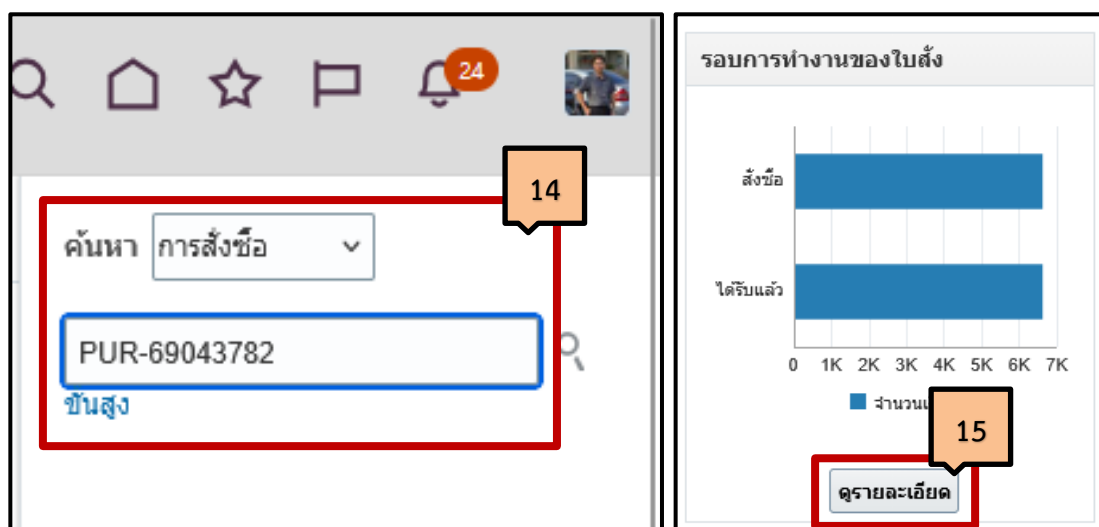 24
14
ค้นหา การสั่งซื้อ
PUR-69043782
ขั้นสูง
รอบการทำงานของใบสั่ง
สั่งซื้อ
ได้รับแล้ว
0 1K 2K 3K 4K 5K 6K 7K
15
ดูรายละเอียด